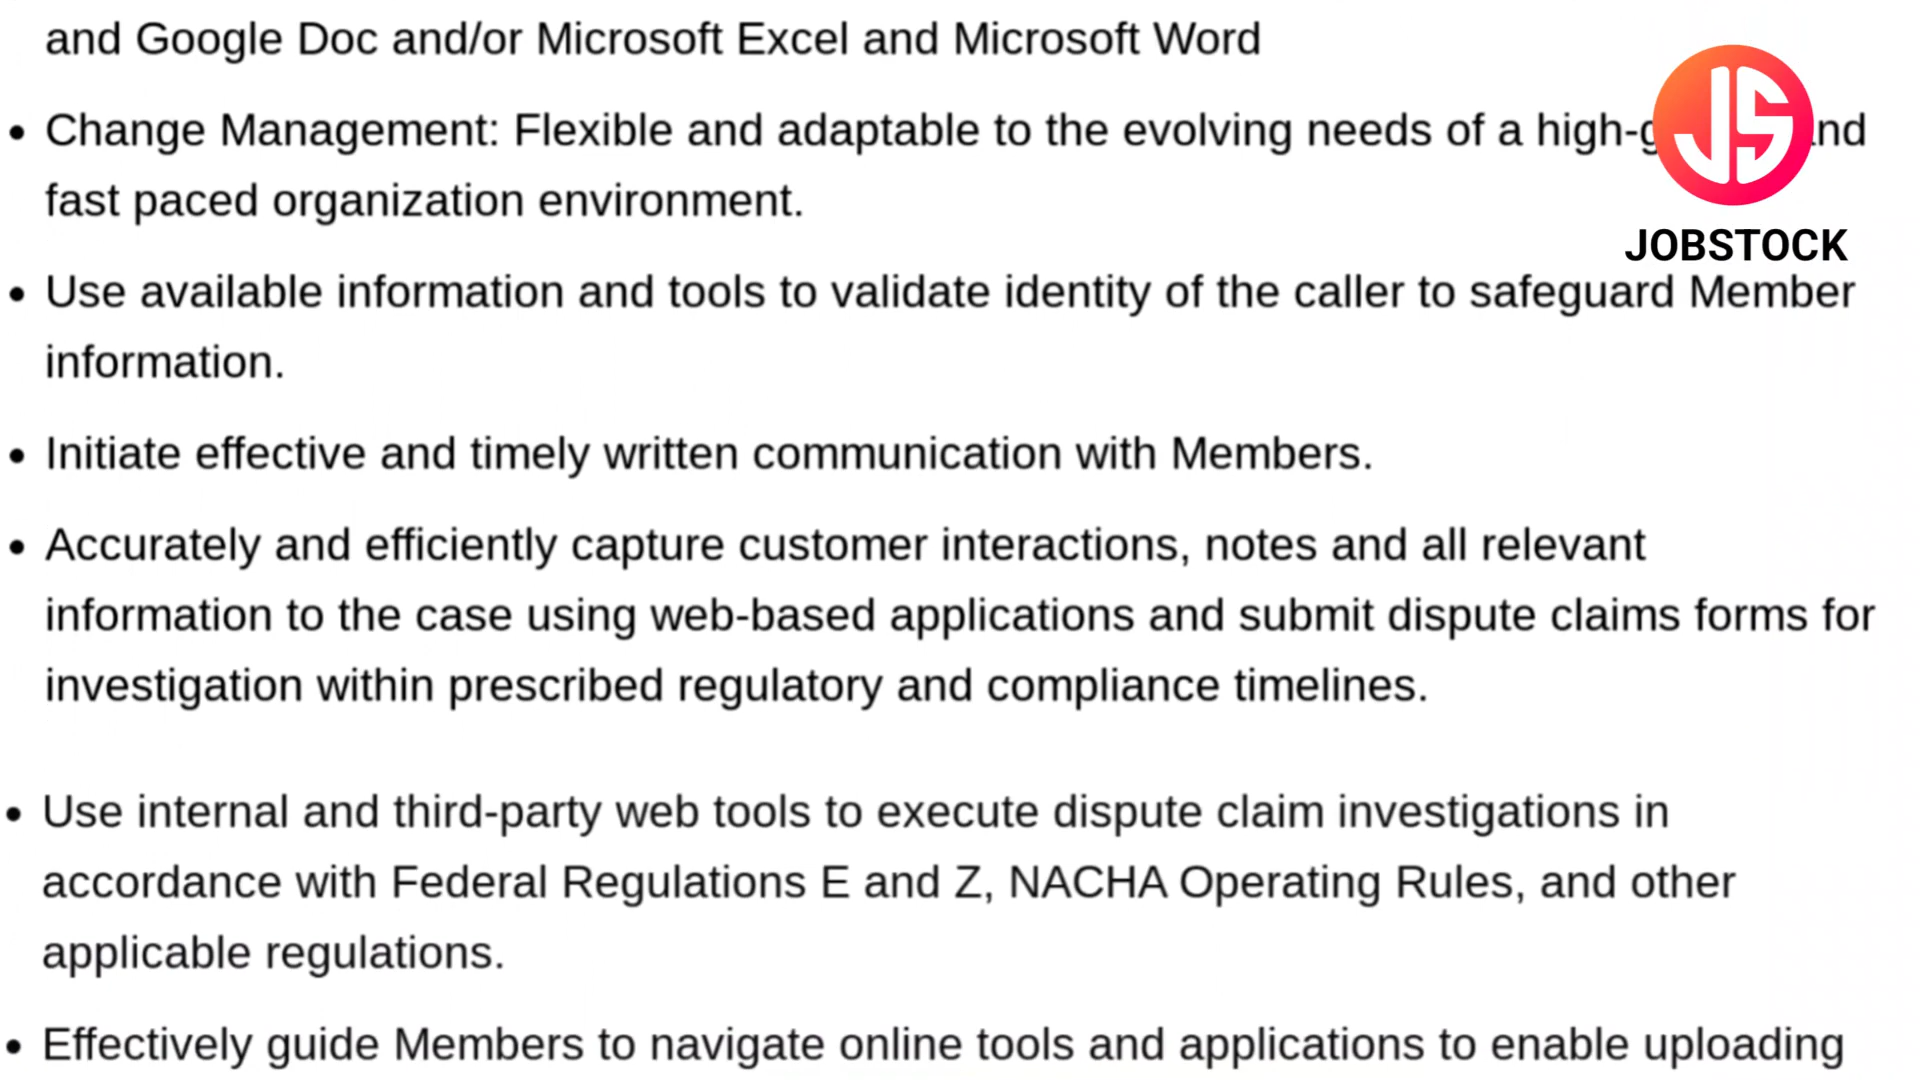 and Google Doc and/or Microsoft Excel and Microsoft Word
• Change Management: Flexible and adaptable to the evolving needs of a
fast paced organization environment.
JS
JOBSTOCK
• Use available information and tools to validate identity of the caller to safeguard Member
information.
• Initiate effective and timely written communication with Members.
• Accurately and efficiently capture customer interactions, notes and all relevant
information to the case using web-based applications and submit dispute claims forms for
investigation within prescribed regulatory and compliance timelines.
• Use internal and third-party web tools to execute dispute claim investigations in
accordance with Federal Regulations E and Z, NACHA Operating Rules, and other
applicable regulations.
• Effectively guide Members to navigate online tools and applications to enable uploading